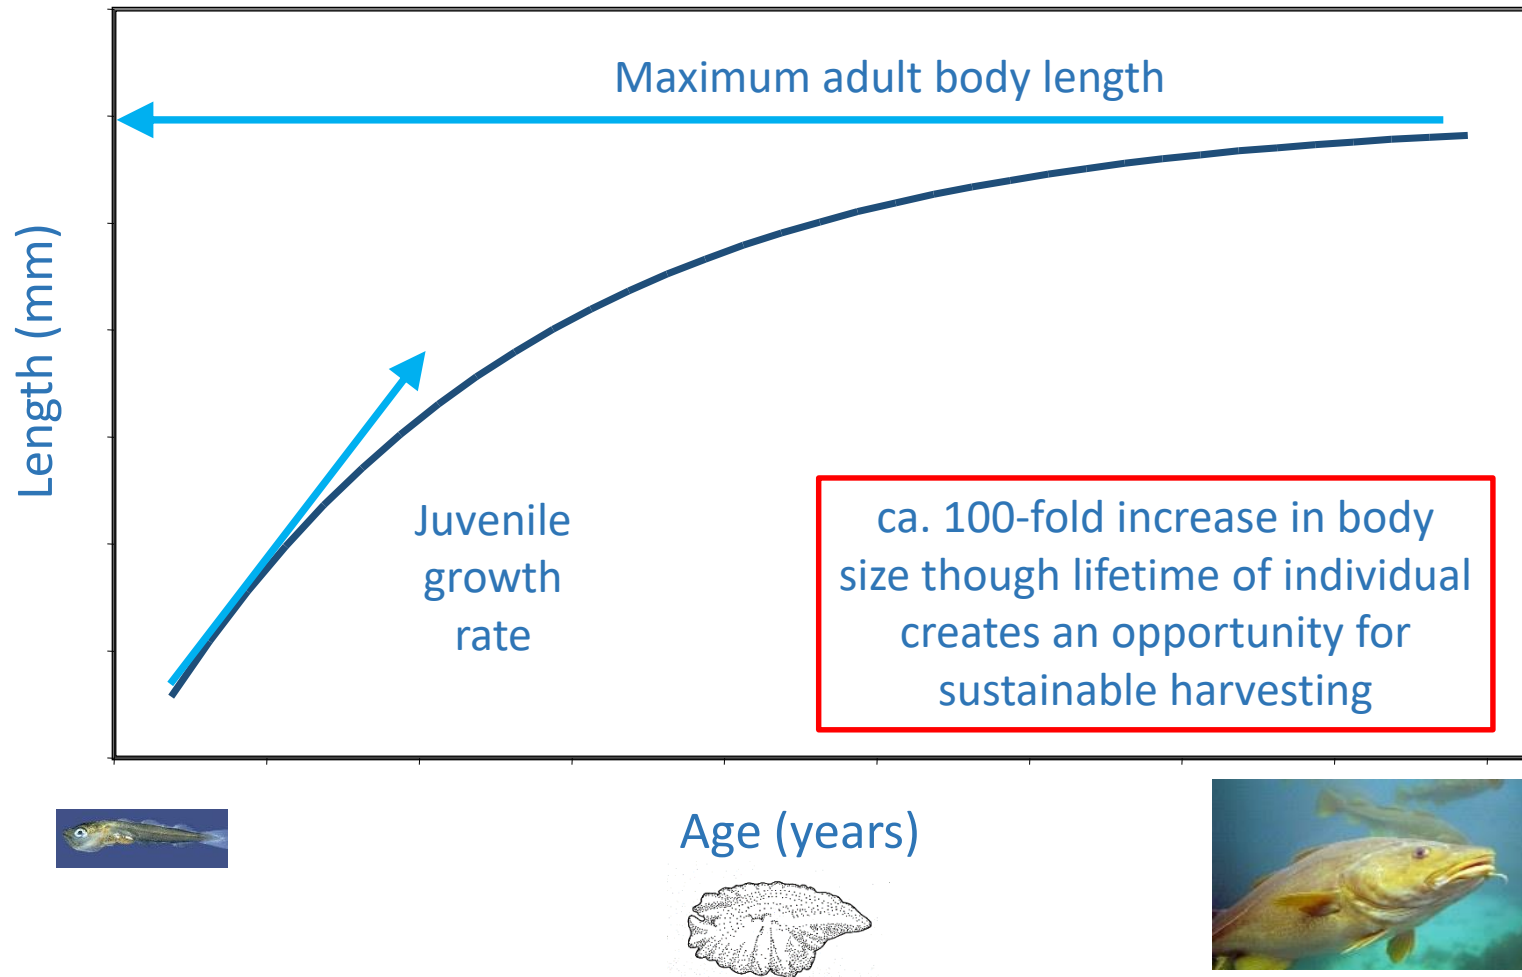 Maximum adult body length
Length (mm)
Juvenile
growth
rate
ca. 100-fold increase in body
size though lifetime of individual
creates an opportunity for
sustainable harvesting
Age (years)